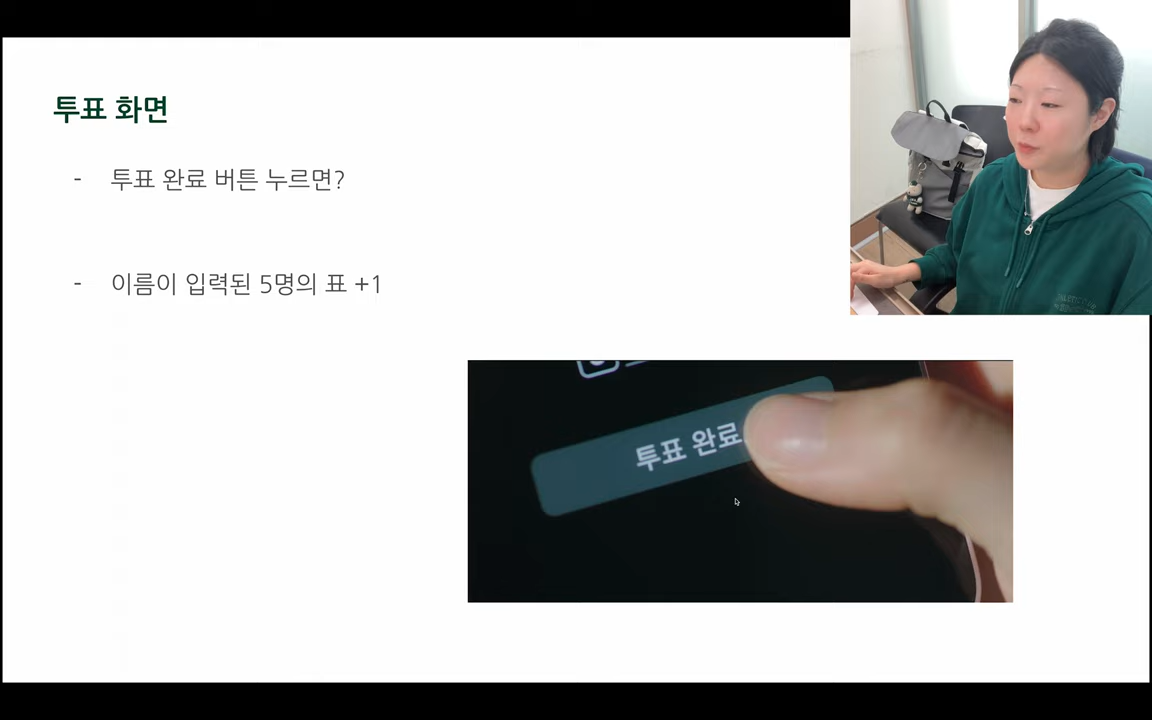 투표 화면
- 투표 완료 버튼 누르면?
- 이름이 입력된 5명의 표 +1
투표 완료